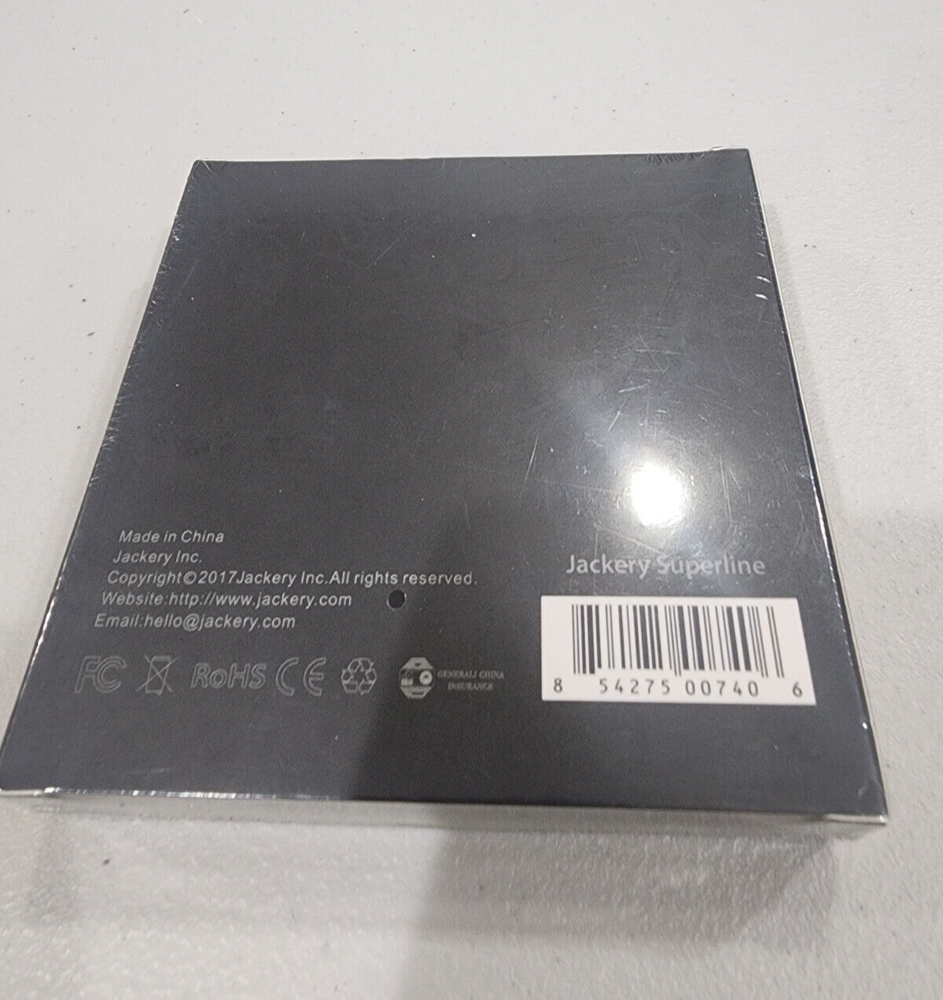 Made in China
Jackery Inc.
Copyright©2017Jackery Inc.All rights reserved.
Website:http://www.jackery.com
Email:hello@jackery.com
FC RoHS CE
GENERALI CHINA
INSURANCE
Jackery Superline
8 54275 00740 6